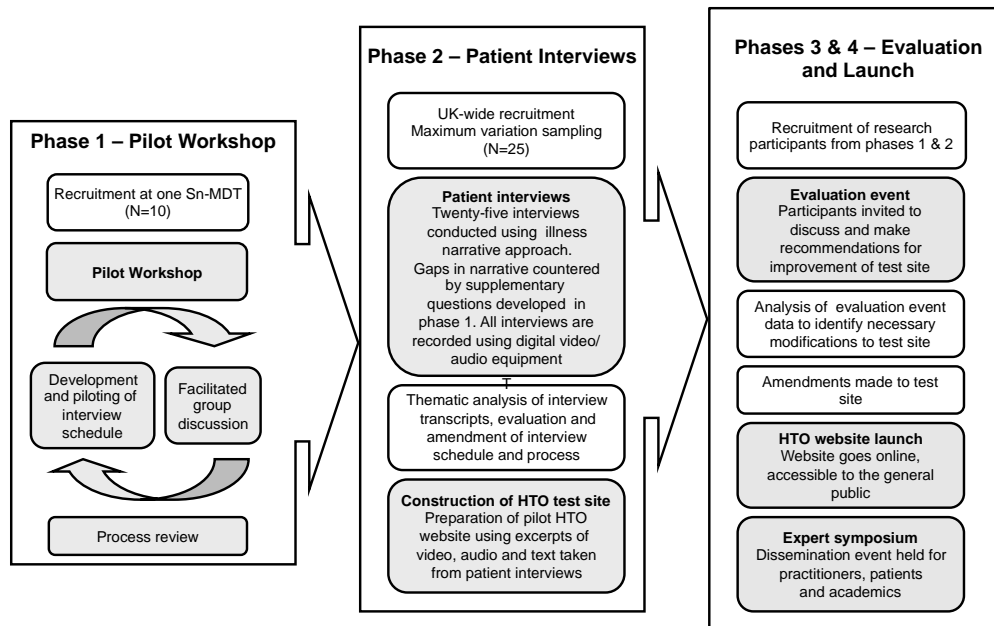 Phase 1 – Pilot Workshop
Recruitment at one Sn-MDT
(N=10)
Pilot Workshop
Development
and piloting of
interview
schedule
Facilitated
group
discussion
Process review
Phase 2 – Patient Interviews
UK-wide recruitment
Maximum variation sampling
(N=25)
Patient interviews
Twenty-five interviews
conducted using illness
narrative approach.
Gaps in narrative countered
by supplementary
questions developed in
phase 1. All interviews are
recorded using digital video/
audio equipment
Thematic analysis of interview
transcripts, evaluation and
amendment of interview
schedule and process
Construction of HTO test site
Preparation of pilot HTO
website using excerpts of
video, audio and text taken
from patient interviews
Phases 3 & 4 – Evaluation
and Launch
Recruitment of research
participants from phases 1 & 2
Evaluation event
Participants invited to
discuss and make
recommendations for
improvement of test site
Analysis of evaluation event
data to identify necessary
modifications to test site
Amendments made to test
site
HTO website launch
Website goes online,
accessible to the general
public
Expert symposium
Dissemination event held for
practitioners, patients
and academics